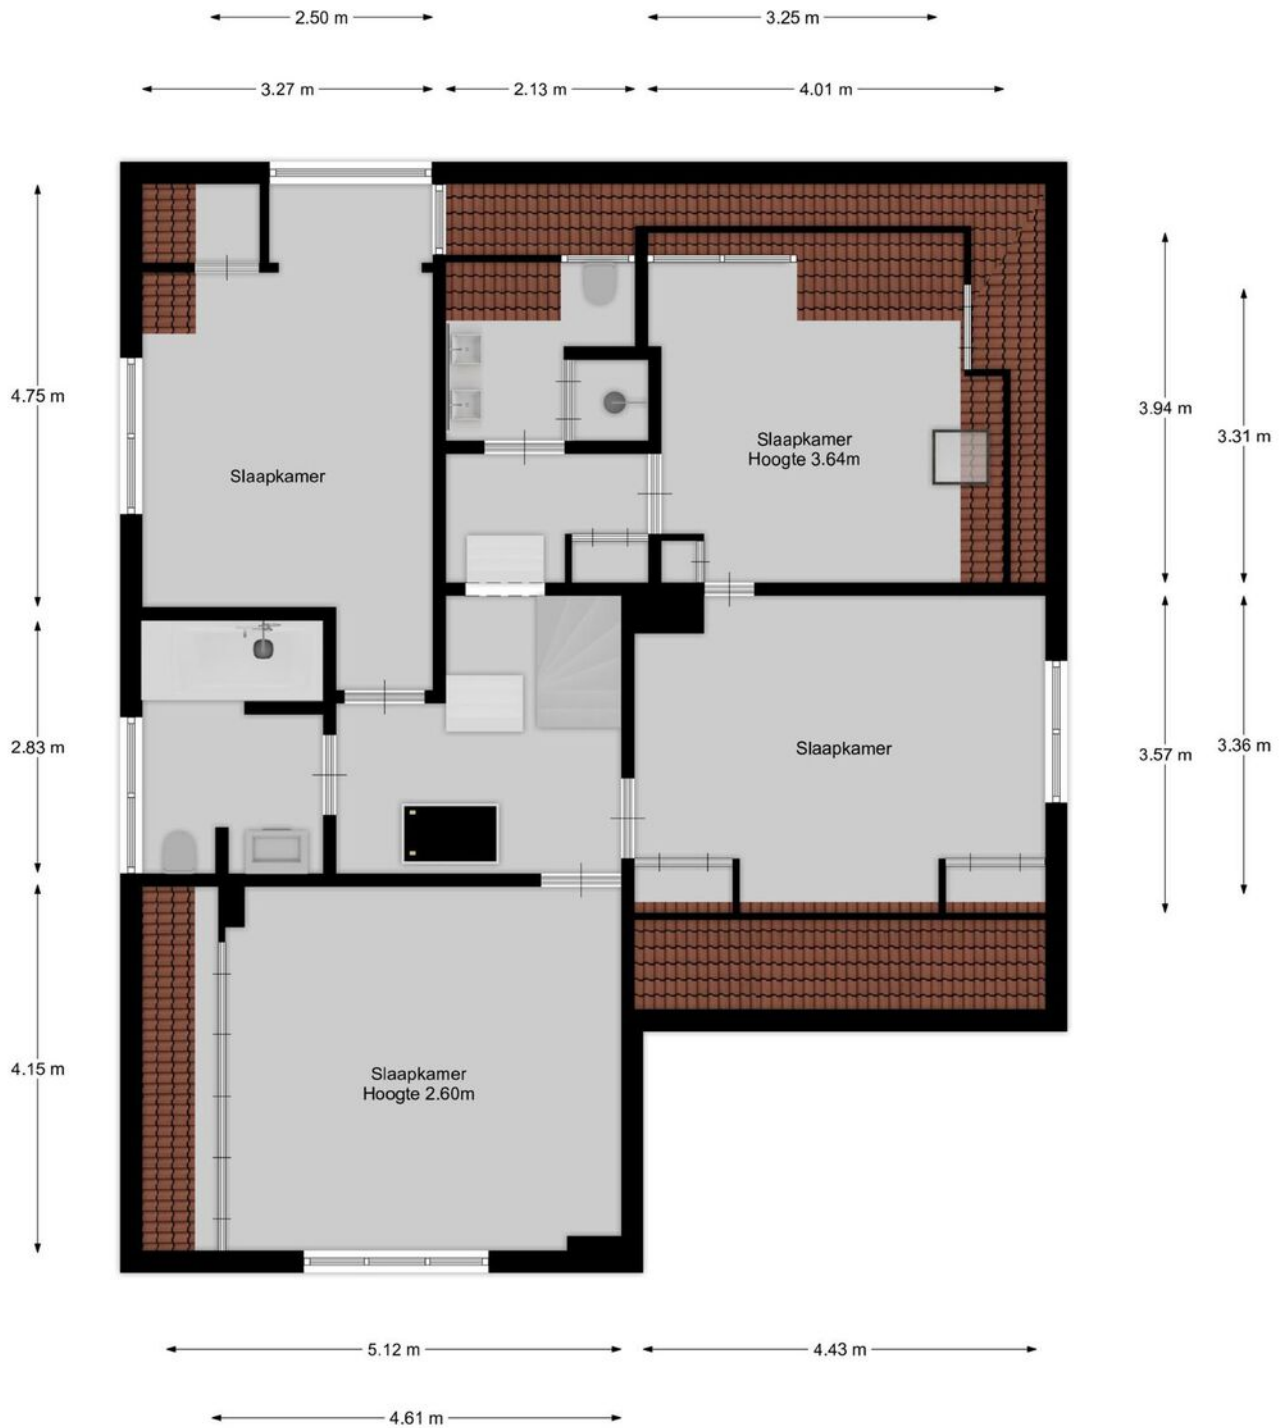 2.50 m
3.25 m
3.27 m
2.13 m
4.01 m
4.75 m
3.94 m
3.31 m
Slaapkamer
Hoogte 3.64m
Slaapkamer
2.83 m
3.57 m
3.36 m
Slaapkamer
4.15 m
Slaapkamer
Hoogte 2.60m
5.12 m
4.43 m
4.61 m